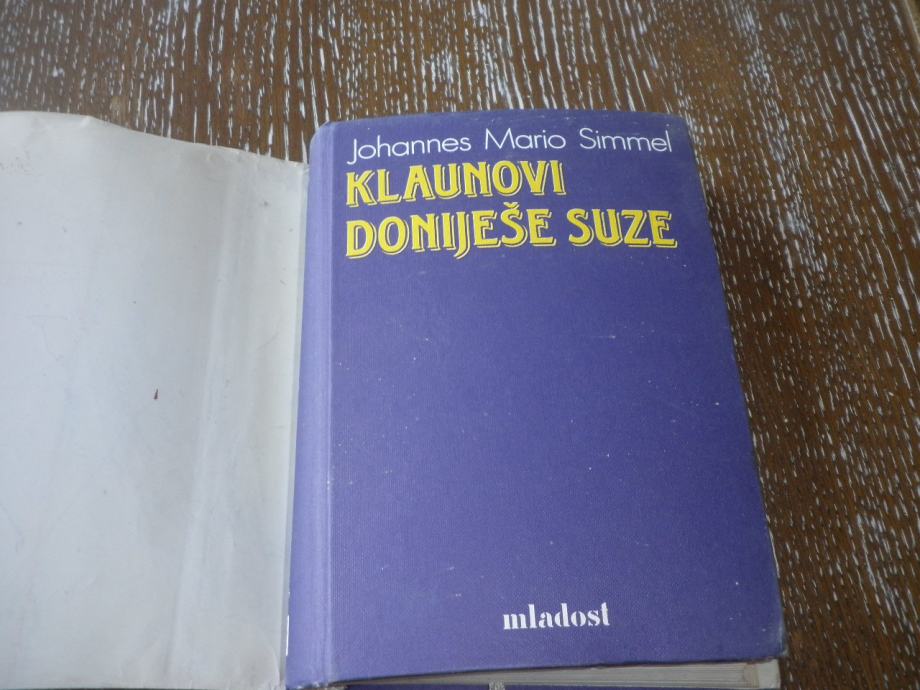 Johannes Mario Simmel
KLAUNOVI
DONIJEŠE SUZE
mladost